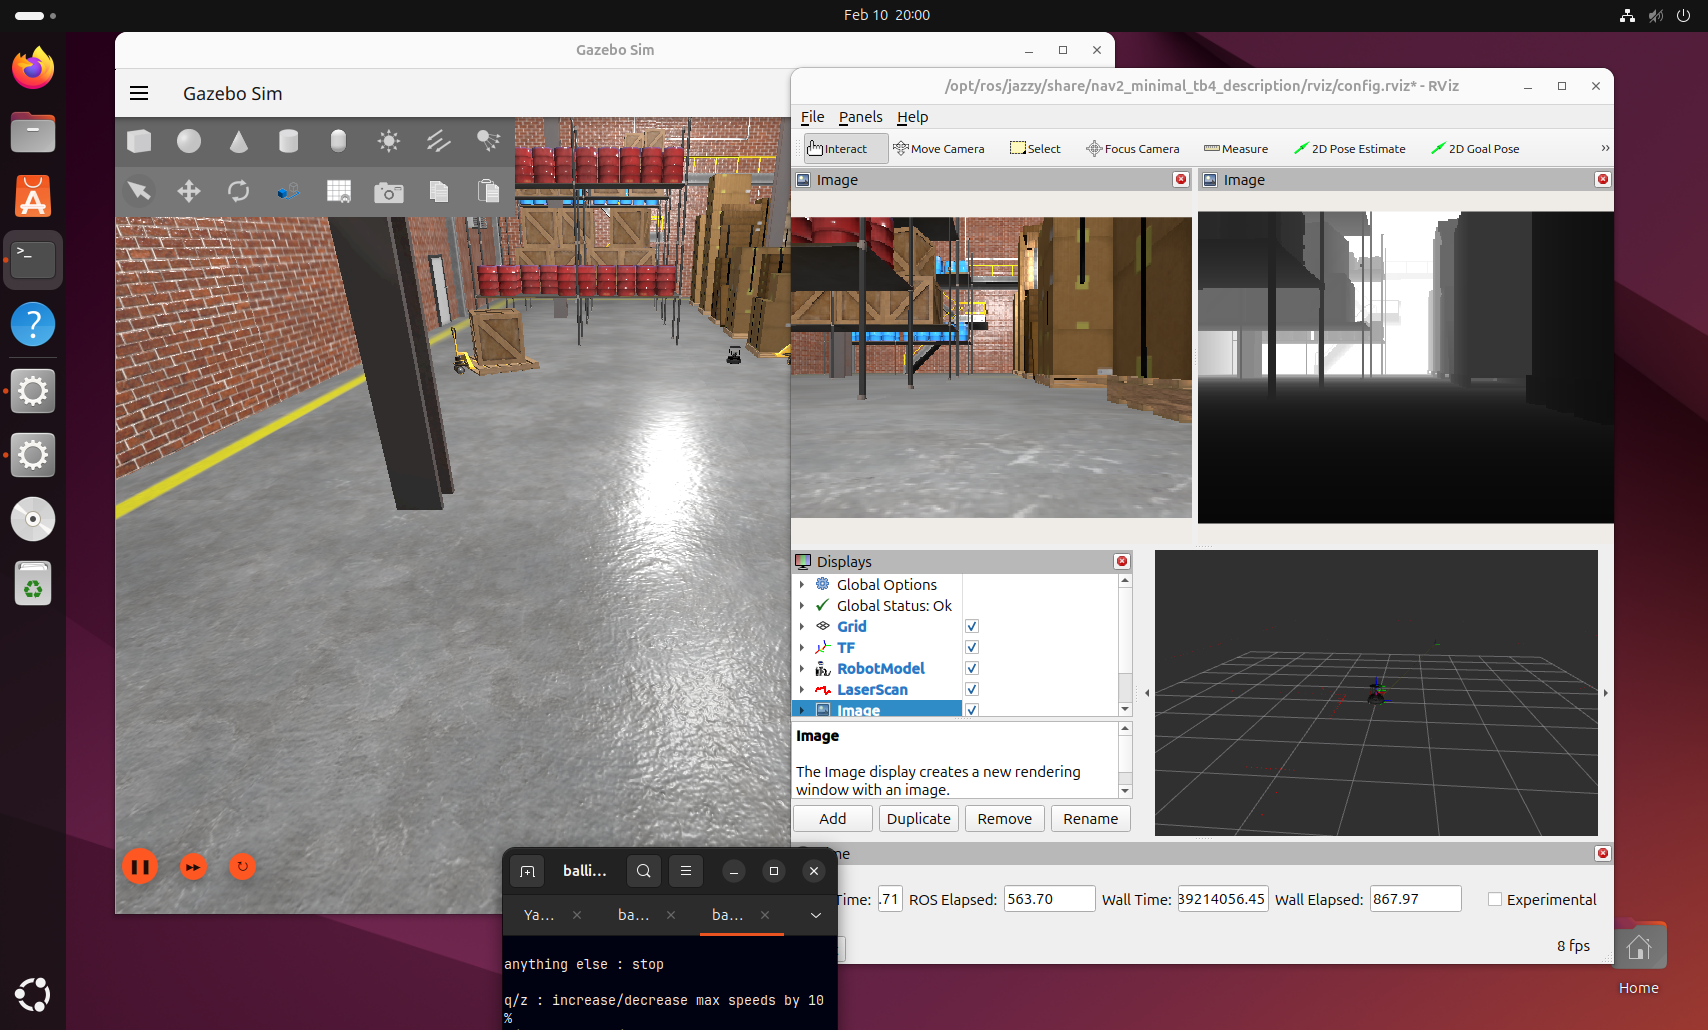 Feb 10 20:00
Gazebo Sim
Gazebo Sim
/opt/ros/jazzy/share/nav2_minimal_tb4_description/rviz/config.rviz* - RViz
File Panels Help
Interact Move Camera Select Focus Camera Measure 2D Pose Estimate 2D Goal Pose »
Image
Image
Displays
Global Options
Global Status: Ok
Grid
TF
RobotModel
LaserScan
Image
Image
The Image display creates a new rendering
window with an image.
Add Duplicate Remove Rename
me
Time: .71 ROS Elapsed: 563.70 Wall Time: 39214056.45 Wall Elapsed: 867.97 Experimental
8 fps
balli...
Ya... ba... ba...
anything else : stop
q/z : increase/decrease max speeds by 10
%
Home